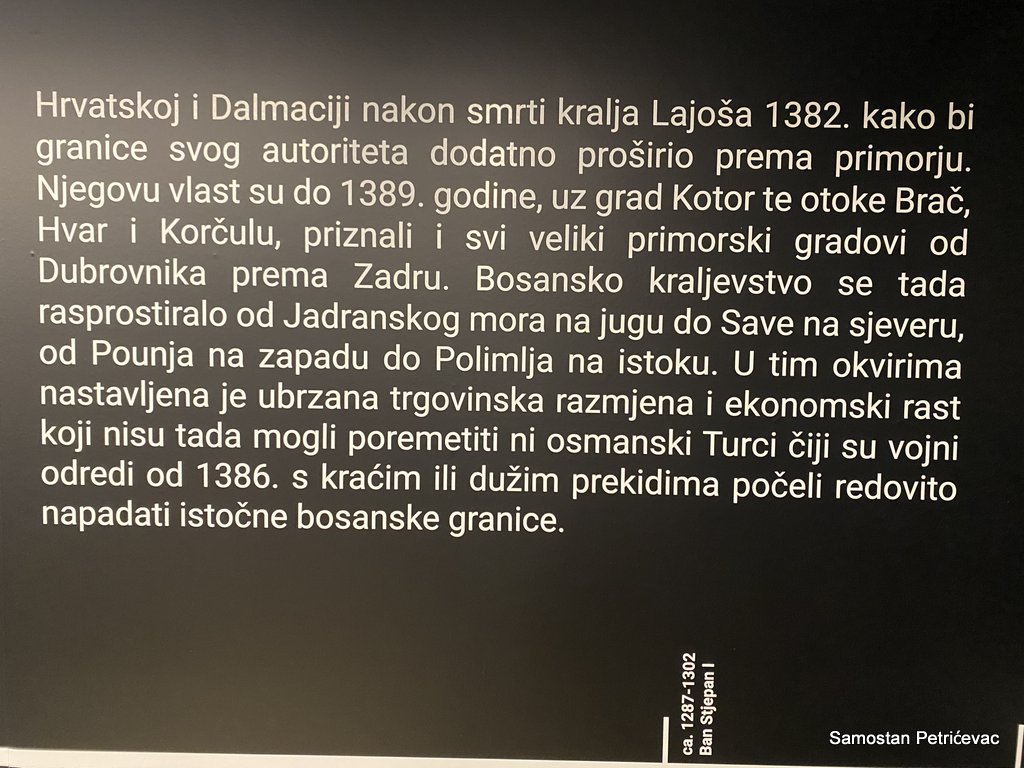 Hrvatskoj i Dalmaciji nakon smrti kralja Lajoša 1382. kako bi
granice svog autoriteta dodatno proširio prema primorju.
Njegovu vlast su do 1389. godine, uz grad Kotor te otoke Brač,
Hvar i Korčulu, priznali i svi veliki primorski gradovi od
Dubrovnika prema Zadru. Bosansko kraljevstvo se tada
rasprostiralo od Jadranskog mora na jugu do Save na sjeveru,
od Pounja na zapadu do Polimlja na istoku. U tim okvirima
nastavljena je ubrzana trgovinska razmjena i ekonomski rast
koji nisu tada mogli poremetiti ni osmanski Turci čiji su vojni
odredi od 1386. s kraćim ili dužim prekidima počeli redovito
napadati istočne bosanske granice.
ca. 1287-1302
Ban Stjepan I
Samostan Petrićevac